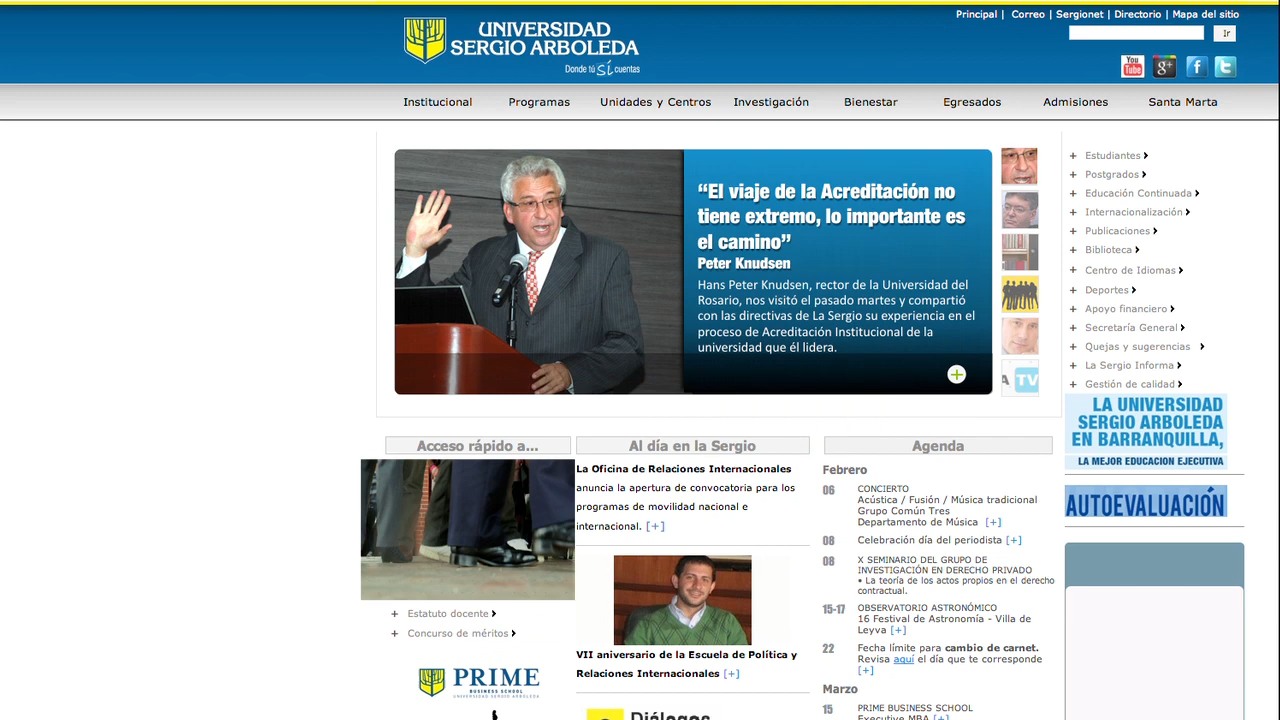 Principal | Correo | Sergionet | Directorio | Mapa del sitio
UNIVERSIDAD
SERGIO ARBOLEDA
Donde tú Sí cuentas
Ir
You
Tube
g+
f
t
Institucional Programas Unidades y Centros Investigación Bienestar Egresados Admisiones Santa Marta
“El viaje de la Acreditación no
tiene extremo, lo importante es
el camino”
Peter Knudsen
Hans Peter Knudsen, rector de la Universidad del
Rosario, nos visitó el pasado martes y compartió
con las directivas de La Sergio su experiencia en el
proceso de Acreditación Institucional de la
universidad que él lidera.
A TV
+ Estudiantes
+ Postgrados
+ Educación Continuada
+ Internacionalización
+ Publicaciones
+ Biblioteca
+ Centro de Idiomas
+ Deportes
+ Apoyo financiero
+ Secretaría General
+ Quejas y sugerencias
+ La Sergio Informa
+ Gestión de calidad
LA UNIVERSIDAD
SERGIO ARBOLEDA
EN BARRANQUILLA,
LA MEJOR EDUCACION EJECUTIVA
AUTOEVALUACIÓN
Acceso rápido a...
+ Estatuto docente
+ Concurso de méritos
PRIME
BUSINESS SCHOOL
UNIVERSIDAD SERGIO ARBOLEDA
Al día en la Sergio
La Oficina de Relaciones Internacionales
anuncia la apertura de convocatoria para los
programas de movilidad nacional e
internacional. [+]
VII aniversario de la Escuela de Política y
Relaciones Internacionales [+]
Diálogos
Agenda
Febrero
06 CONCIERTO
Acústica / Fusión / Música tradicional
Grupo Común Tres
Departamento de Música [+]
08 Celebración día del periodista [+]
08 X SEMINARIO DEL GRUPO DE
INVESTIGACIÓN EN DERECHO PRIVADO
• La teoría de los actos propios en el derecho
contractual.
15-17 OBSERVATORIO ASTRONÓMICO
16 Festival de Astronomía - Villa de
Leyva [+]
22 Fecha límite para cambio de carnet.
Revisa aquí el día que te corresponde
[+]
Marzo
15 PRIME BUSINESS SCHOOL
Executive MBA [+]